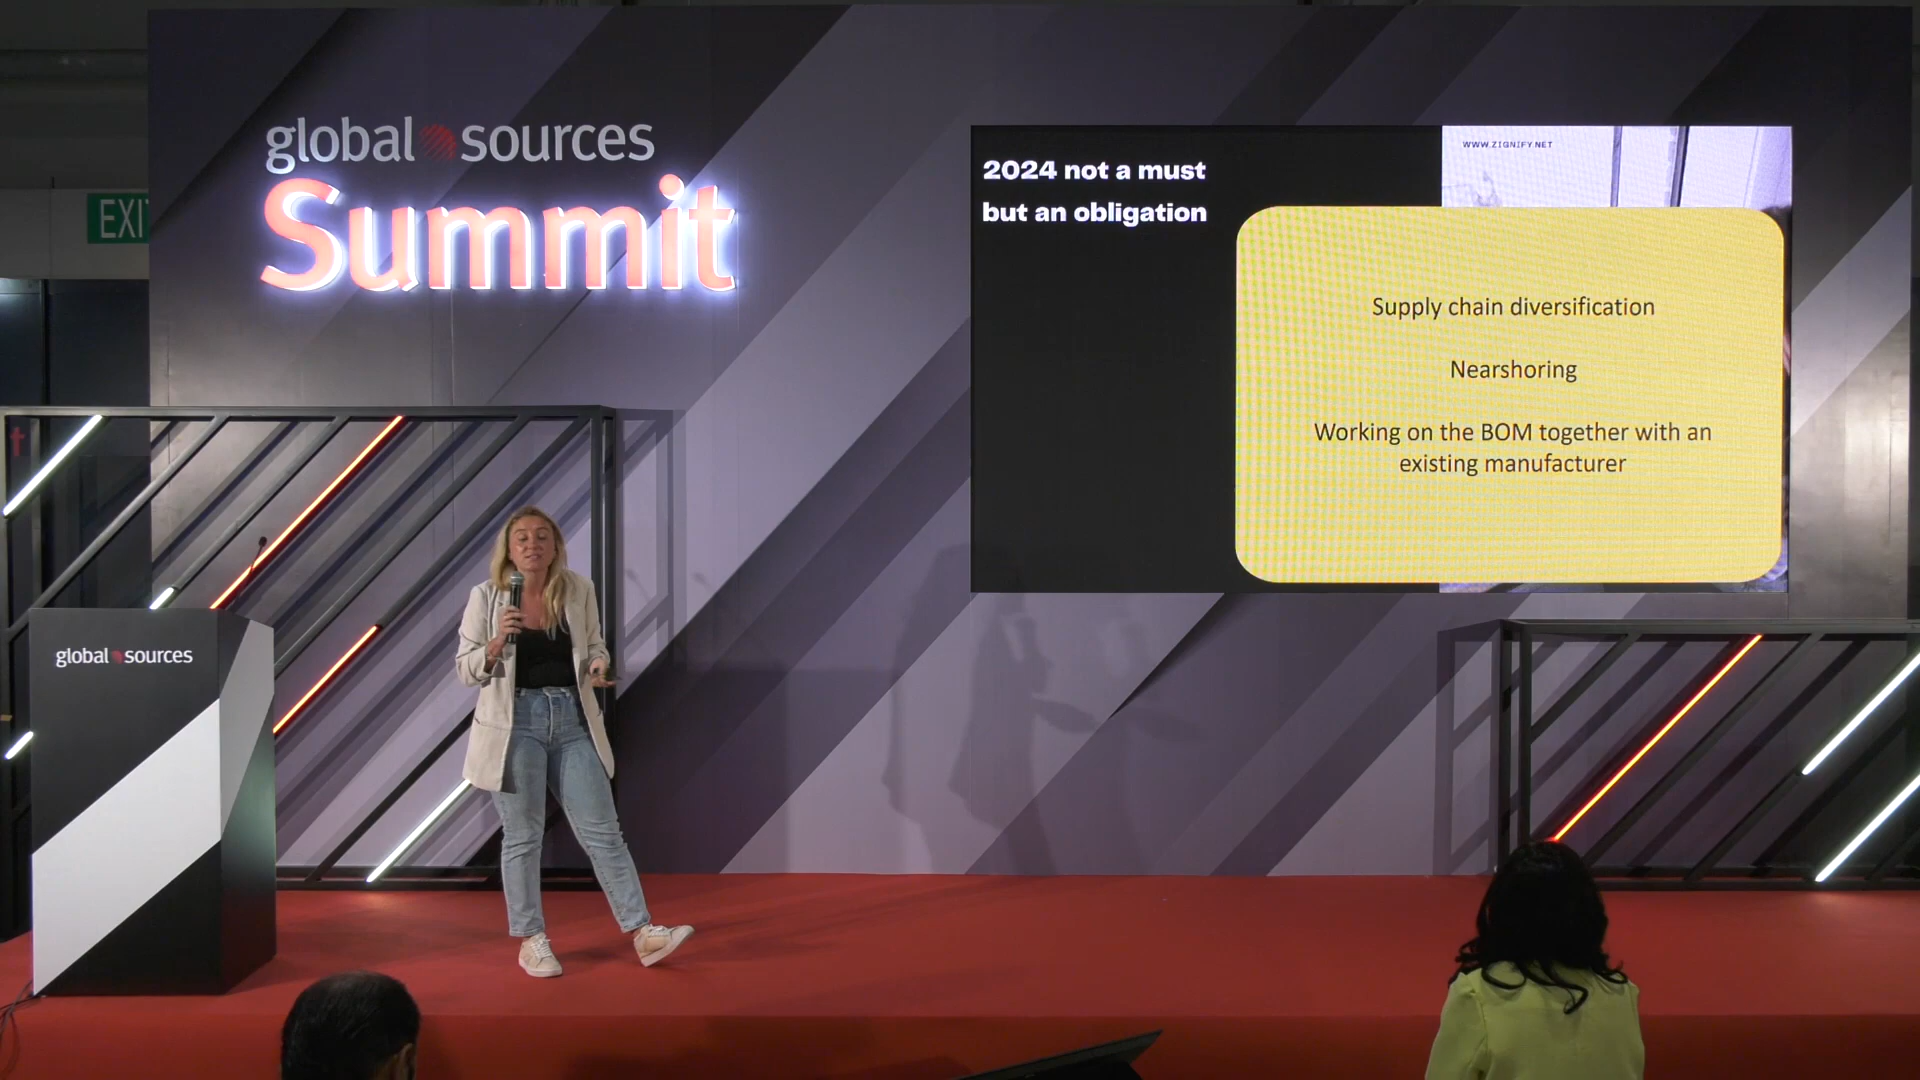 global sources
Summit
EXI
2024 not a must
but an obligation
WWW.ZIGNIFY.NET
Supply chain diversification
Nearshoring
Working on the BOM together with an
existing manufacturer
global sources
t